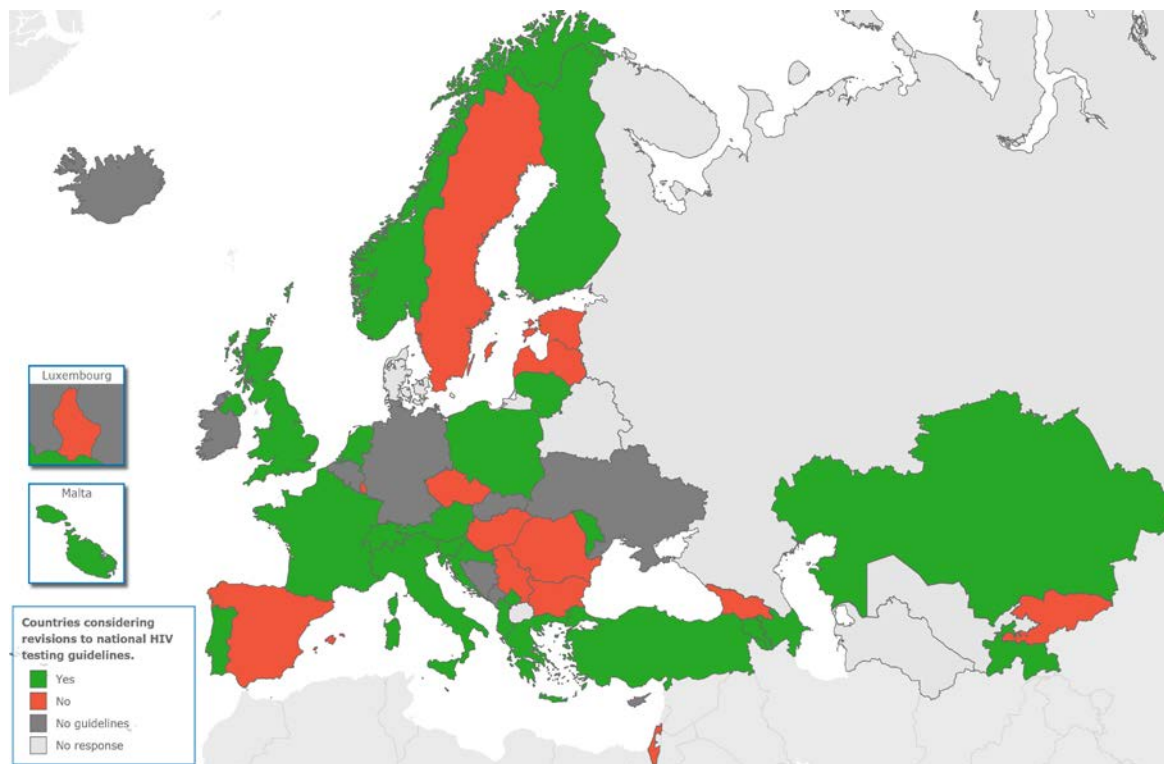 Luxembourg
Malta
Countries considering
revisions to national HIV
testing guidelines.
Yes
No
No guidelines
No response